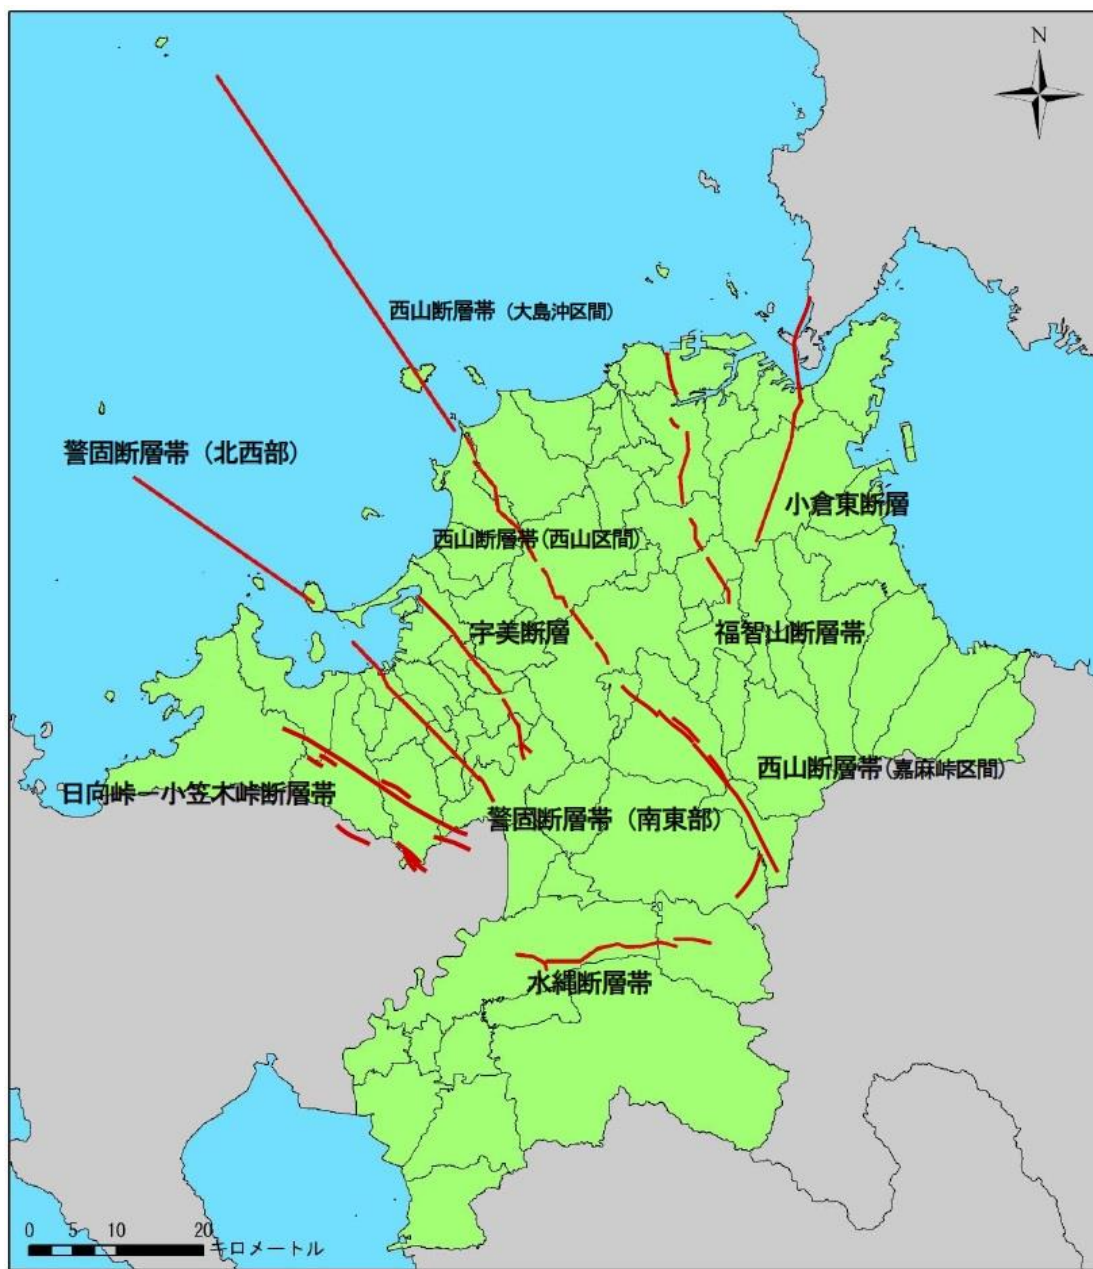 N
西山断層帯（大島沖区間）
警固断層帯（北西部）
小倉東断層
西山断層帯(西山区間)
宇美断層
福智山断層帯
西山断層帯(嘉麻峠区間)
日向峠ー小笠木峠断層帯
警固断層帯（南東部）
水縄断層帯
0 5 10 20
キロメートル